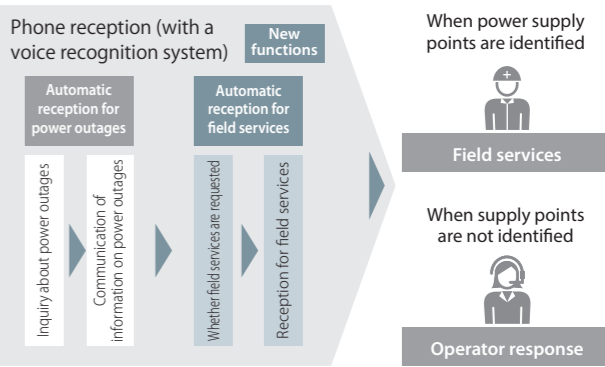 Phone reception (with a
voice recognition system)
New
functions
Automatic
reception for
power outages
Inquiry about power outages
Communication of
information on power outages
Automatic
reception for
field services
Whether field services are requested
Reception for field services
When power supply
points are identified
Field services
When supply points
are not identified
Operator response